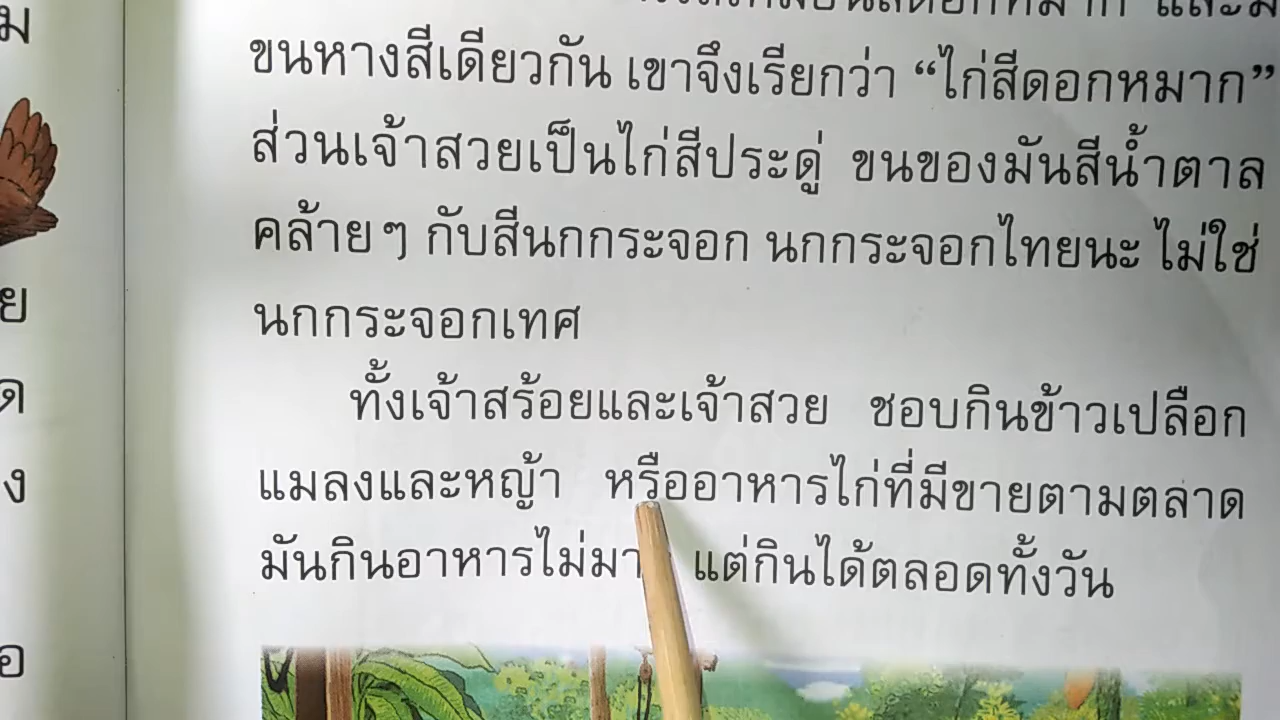 ขนหางสีเดียวกัน เขาจึงเรียกว่า “ไก่สีดอกหมาก”
ส่วนเจ้าสวยเป็นไก่สีประดู่ ขนของมันสีน้ำตาล
คล้ายๆ กับสีนกกระจอก นกกระจอกไทยนะ ไม่ใช่
นกกระจอกเทศ
ทั้งเจ้าสร้อยและเจ้าสวย ชอบกินข้าวเปลือก
แมลงและหญ้า หรืออาหารไก่ที่มีขายตามตลาด
มันกินอาหารไม่ แต่กินได้ตลอดทั้งวัน